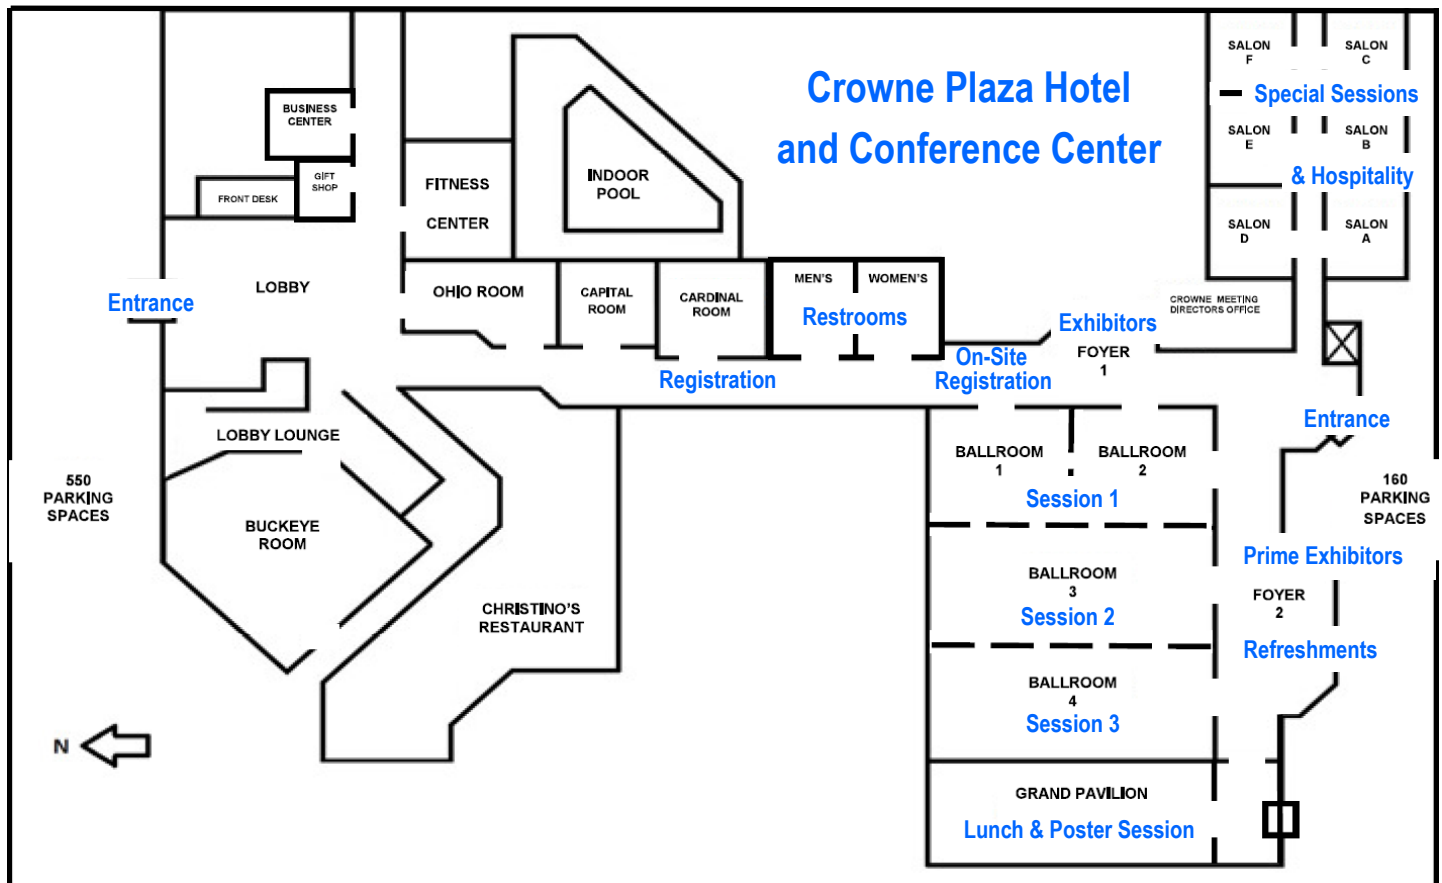 Crowne Plaza Hotel
and Conference Center
SALON
F
SALON
C
Special Sessions
SALON
E
SALON
B
& Hospitality
SALON
D
SALON
A
BUSINESS
CENTER
GIFT
SHOP
FRONT DESK
FITNESS
CENTER
INDOOR
POOL
LOBBY
Entrance
OHIO ROOM
CAPITAL
ROOM
CARDINAL
ROOM
MEN'S
WOMEN'S
Restrooms
CROWNE MEETING
DIRECTORS OFFICE
Exhibitors
FOYER
1
Registration
On-Site
Registration
Entrance
LOBBY LOUNGE
BALLROOM
1
BALLROOM
2
Session 1
550
PARKING
SPACES
160
PARKING
SPACES
BUCKEYE
ROOM
Prime Exhibitors
BALLROOM
3
Session 2
FOYER
2
CHRISTINO'S
RESTAURANT
Refreshments
BALLROOM
4
Session 3
N
GRAND PAVILION
Lunch & Poster Session